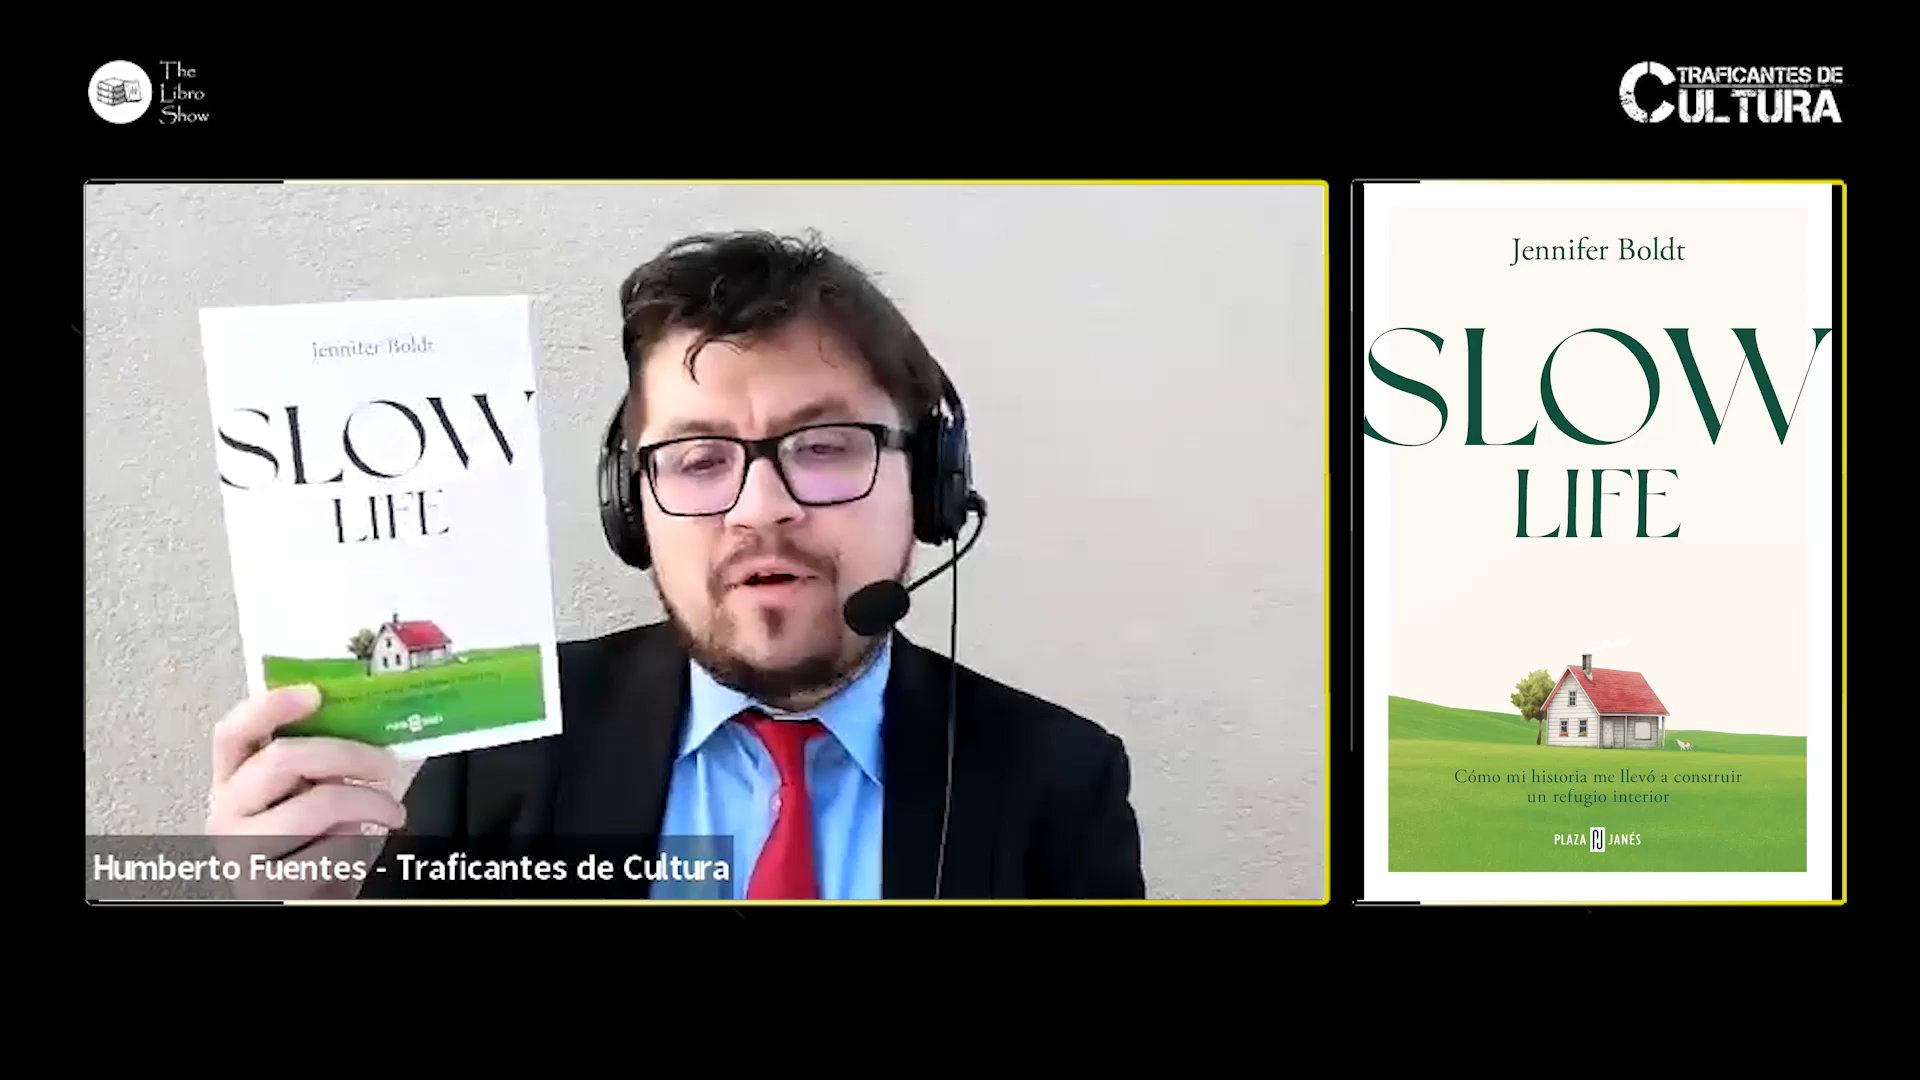 The
Libro
Show
TRAFICANTES DE
CULTURA
Jennifer Boldt
SLOW
LIFE
Humberto Fuentes - Traficantes de Cultura
Jennifer Boldt
SLOW
LIFE
Cómo mi historia me llevó a construir
un refugio interior
PLAZA JANÉS